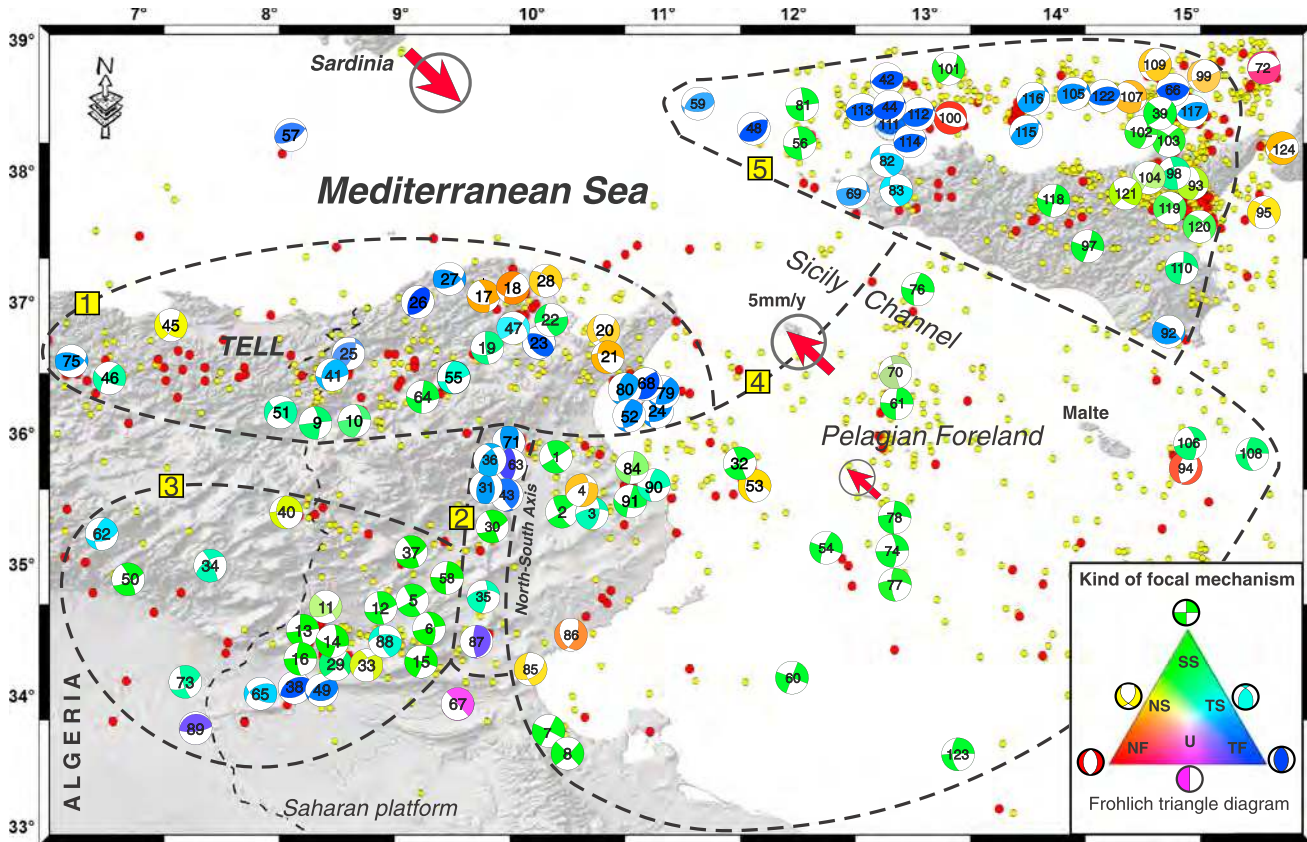 7° 8° 9° 10° 11° 12° 13° 14° 15°
39°
38°
37°
36°
35°
34°
33°
N
Sardinia
Mediterranean Sea
Sicily Channel
5mm/y
TELL
Pelagian Foreland
Malte
North-South Axis
ALGERIA
Saharan platform
1
2
3
4
5
59 48 42 101 81 56 113 44 111 112 114 100 82 83 69
116 105 122 107 109 99 72 66 39 117 115 102 103 124
104 98 93 121 118 119 120 95 97 110 92
57
45 27 26 17 18 28 22 47 23 20 21 19 25 41 75 46 55 64 51 9 10
80 68 79 52 24
76 70 61
71 36 63 31 43 30 1 84 4 2 3 90 91 32 53
106 94 108
40 62 50 34 37 58 5 12 11 35 13 14 6 88 87 16 29 33 15 73 65 38 49 89 67
86 85 7 8
54 78 74 77 60 123
Kind of focal mechanism
SS
NS TS
NF U TF
Frohlich triangle diagram